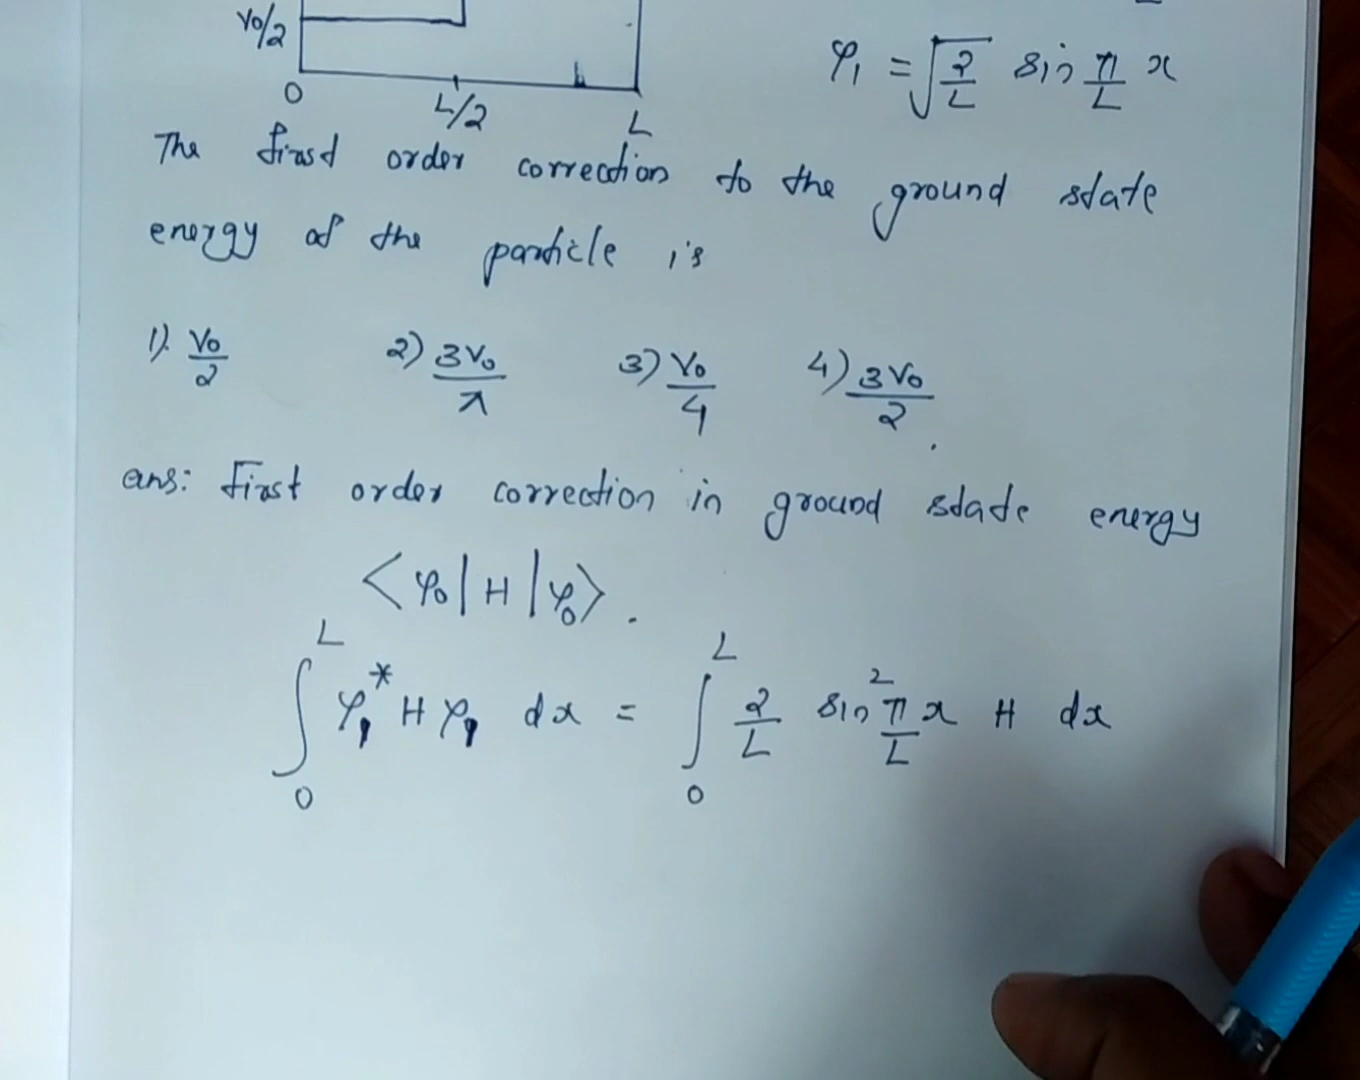 V0/2
0 L/2 L
φ₁ = √(2/L) sin π/L x
The first order correction to the ground state
energy of the particle is
1). V0/2 2) 3V0/π 3) V0/4 4) 3V0/2.
ans: First order correction in ground state energy
<φ0|H|φ0>.
∫₀ᴸ φ₁* H φ₁ dx = ∫₀ᴸ 2/L sin² π/L x H dx